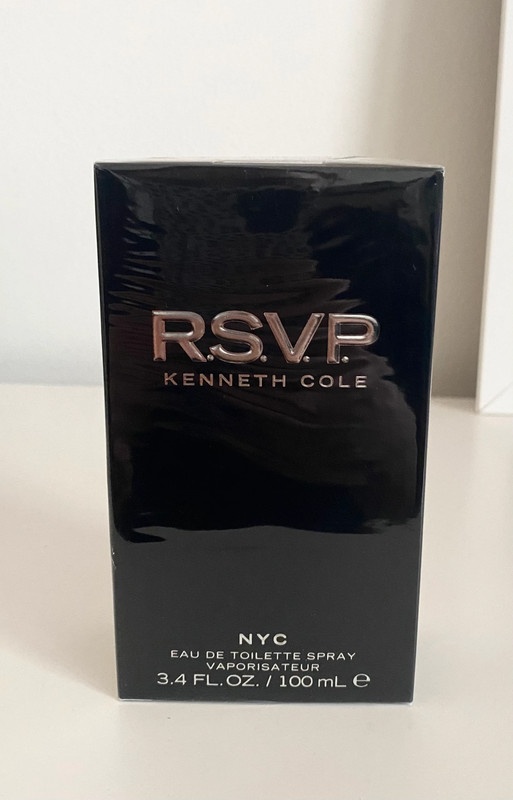 R.S.V.P.
KENNETH COLE
NYC
EAU DE TOILETTE SPRAY
VAPORISATEUR
3.4 FL.OZ. / 100 mL ℮